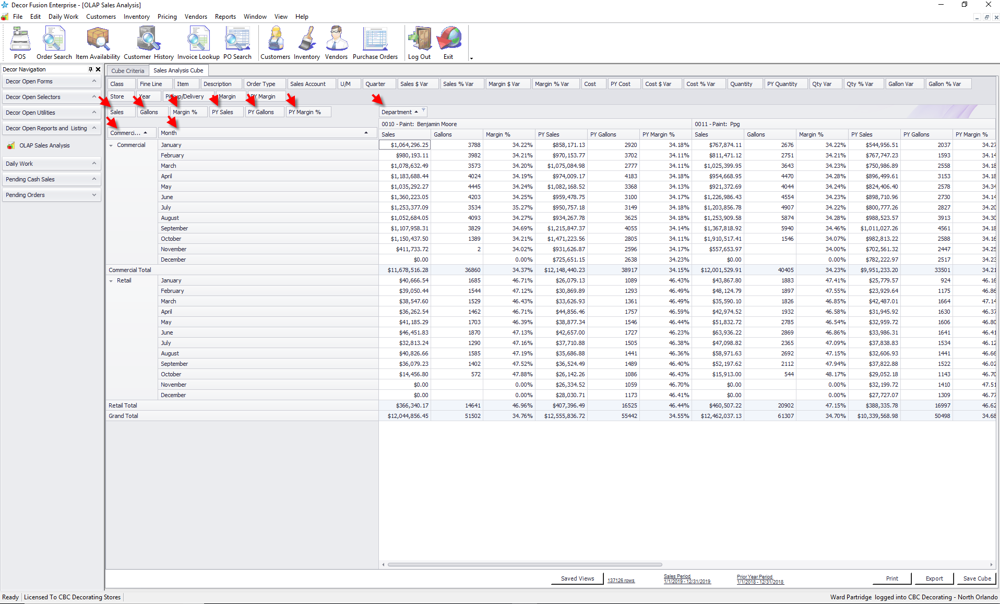 Decor Fusion Enterprise - [OLAP Sales Analysis]
File Edit Daily Work Customers Inventory Pricing Vendors Reports Window View Help
POS Order Search Item Availability Customer History Invoice Lookup PO Search Customers Inventory Vendors Purchase Orders Log Out Exit
Decor Navigation
Decor Open Forms
Decor Open Selectors
Decor Open Utilities
Decor Open Reports and Listing
OLAP Sales Analysis
Daily Work
Pending Cash Sales
Pending Orders
Cube Criteria Sales Analysis Cube
Class Fine Line Item Description Order Type Sales Account U/M Quarter Sales $ Var Sales % Var Margin $ Var Margin % Var Cost PY Cost Cost $ Var Cost % Var Quantity PY Quantity Qty Var Qty % Var Gallon Var Gallon % Var
Store Year Pickup/Delivery Margin PY Margin
Sales Gallons Margin % PY Sales PY Gallons PY Margin % Department
0010 - Paint: Benjamin Moore 0011 - Paint: Ppg
Commerci... Month
Sales Gallons Margin % PY Sales PY Gallons PY Margin % Sales Gallons Margin % PY Sales PY Gallons PY Margin %
Commercial January $1,064,296.25 3788 34.22% $858,171.13 2920 34.18% $767,874.11 2676 34.22% $544,956.51 2037 34.27
February $980,193.11 3982 34.21% $970,153.77 3702 34.11% $811,471.12 2751 34.21% $767,747.23 1593 34.14
March $1,078,632.49 3573 34.20% $1,075,084.98 2777 34.11% $1,025,399.95 3643 34.23% $750,986.89 2558 34.18
April $1,183,688.44 4024 34.19% $974,009.17 4183 34.18% $954,668.95 4470 34.28% $896,499.61 3153 34.18
May $1,035,292.27 4445 34.24% $1,082,168.52 3368 34.13% $921,372.69 4044 34.24% $824,406.40 2578 34.34
June $1,360,223.05 4203 34.25% $959,478.75 3100 34.17% $1,226,986.43 4554 34.23% $898,710.96 2730 34.14
July $1,253,377.09 3534 35.27% $950,757.18 3149 34.18% $1,203,856.78 4907 34.22% $800,777.26 2827 34.20
August $1,052,684.05 4093 34.27% $934,267.78 3625 34.18% $1,253,909.58 5874 34.28% $988,523.57 3913 34.30
September $1,107,958.31 3829 34.69% $1,215,847.37 4055 34.14% $1,367,818.92 5940 34.46% $1,011,027.26 4561 34.18
October $1,150,437.50 1389 34.21% $1,471,223.56 2805 34.11% $1,910,517.41 1546 34.07% $982,813.22 2588 34.16
November $411,733.72 2 34.02% $931,626.87 2596 34.17% $557,653.97 34.00% $702,561.32 2447 34.25
December $0.00 0.00% $725,651.15 2638 34.23% $0.00 0.00% $782,222.97 2517 34.23
Commercial Total $11,678,516.28 36860 34.37% $12,148,440.23 38917 34.15% $12,001,529.91 40405 34.23% $9,951,233.20 33501 34.21
Retail January $40,666.54 1685 46.71% $26,079.13 1089 46.43% $43,867.80 1883 47.41% $25,779.57 924 46.16
February $39,050.44 1544 47.12% $30,869.89 1293 46.49% $48,124.79 1897 47.55% $23,929.64 1175 46.86
March $38,547.60 1529 46.43% $33,626.93 1361 46.49% $35,590.10 1826 46.85% $42,487.01 1664 47.14
April $36,262.54 1462 46.71% $44,856.46 1757 46.59% $42,974.52 1932 46.58% $31,945.92 1630 46.37
May $41,185.29 1703 46.39% $38,877.34 1546 46.44% $51,832.72 2785 46.54% $32,959.72 1606 46.80
June $46,451.83 1870 47.13% $42,657.00 1727 46.23% $63,936.22 2869 46.86% $33,986.31 1641 46.41
July $32,813.24 1290 47.16% $37,710.88 1505 46.38% $47,098.82 2365 47.09% $37,838.83 1534 46.12
August $40,826.66 1585 47.19% $35,686.88 1441 46.36% $58,971.63 2692 47.15% $32,606.93 1441 46.66
September $36,079.23 1402 47.52% $36,524.49 1489 46.40% $52,197.62 2112 47.94% $37,822.88 1522 46.02
October $14,456.80 572 47.88% $26,142.26 1086 46.43% $15,913.00 544 48.17% $29,052.18 1143 46.70
November $0.00 0.00% $26,334.52 1059 46.70% $0.00 0.00% $32,199.72 1410 47.51
December $0.00 0.00% $28,030.71 1173 46.41% $0.00 0.00% $27,727.07 1309 46.77
Retail Total $366,340.17 14641 46.96% $407,396.49 16525 46.44% $460,507.22 20902 47.15% $388,335.78 16997 46.62
Grand Total $12,044,856.45 51502 34.76% $12,555,836.72 55442 34.55% $12,462,037.13 61307 34.70% $10,339,568.98 50498 34.68
Saved Views 137126 rows Sales Period Prior Year Period Print Export Save Cube
1/1/2019 - 12/31/2019 1/1/2018 - 12/31/2018
Ready Licensed To CBC Decorating Stores Ward Partridge logged into CBC Decorating - North Orlando